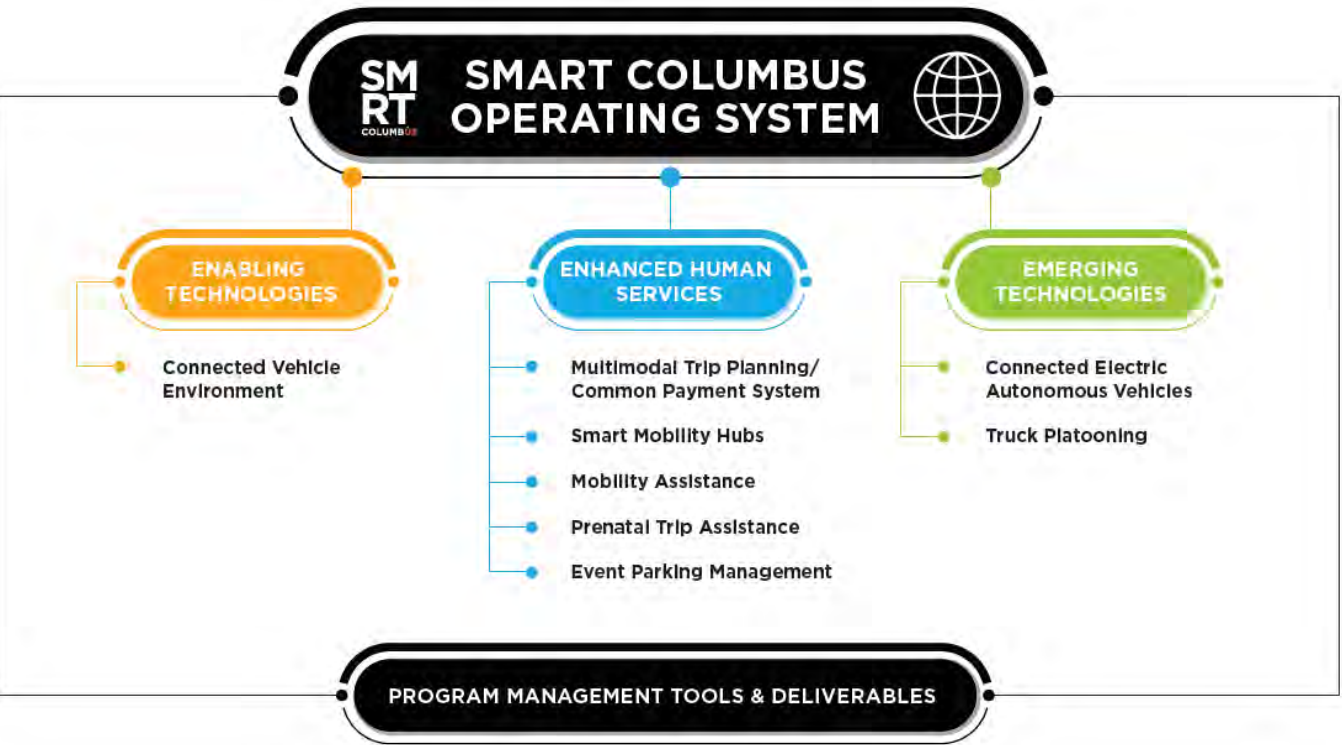 SM
RT
COLUMBUS
SMART COLUMBUS
OPERATING SYSTEM
ENABLING
TECHNOLOGIES
Connected Vehicle
Environment
ENHANCED HUMAN
SERVICES
Multimodal Trip Planning/
Common Payment System
Smart Mobility Hubs
Mobility Assistance
Prenatal Trip Assistance
Event Parking Management
EMERGING
TECHNOLOGIES
Connected Electric
Autonomous Vehicles
Truck Platooning
PROGRAM MANAGEMENT TOOLS & DELIVERABLES